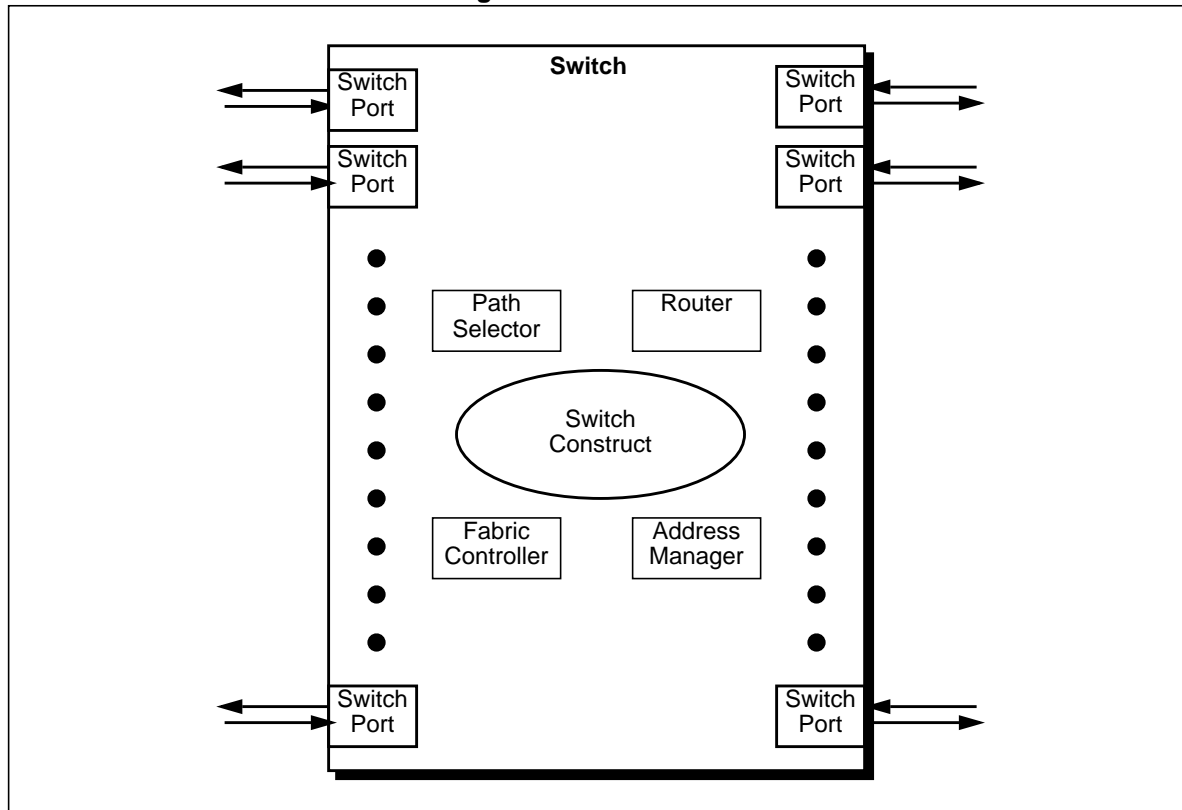 Switch
Switch
Port
Switch
Port
Switch
Port
Switch
Port
Path
Selector
Router
Switch
Construct
Fabric
Controller
Address
Manager
Switch
Port
Switch
Port